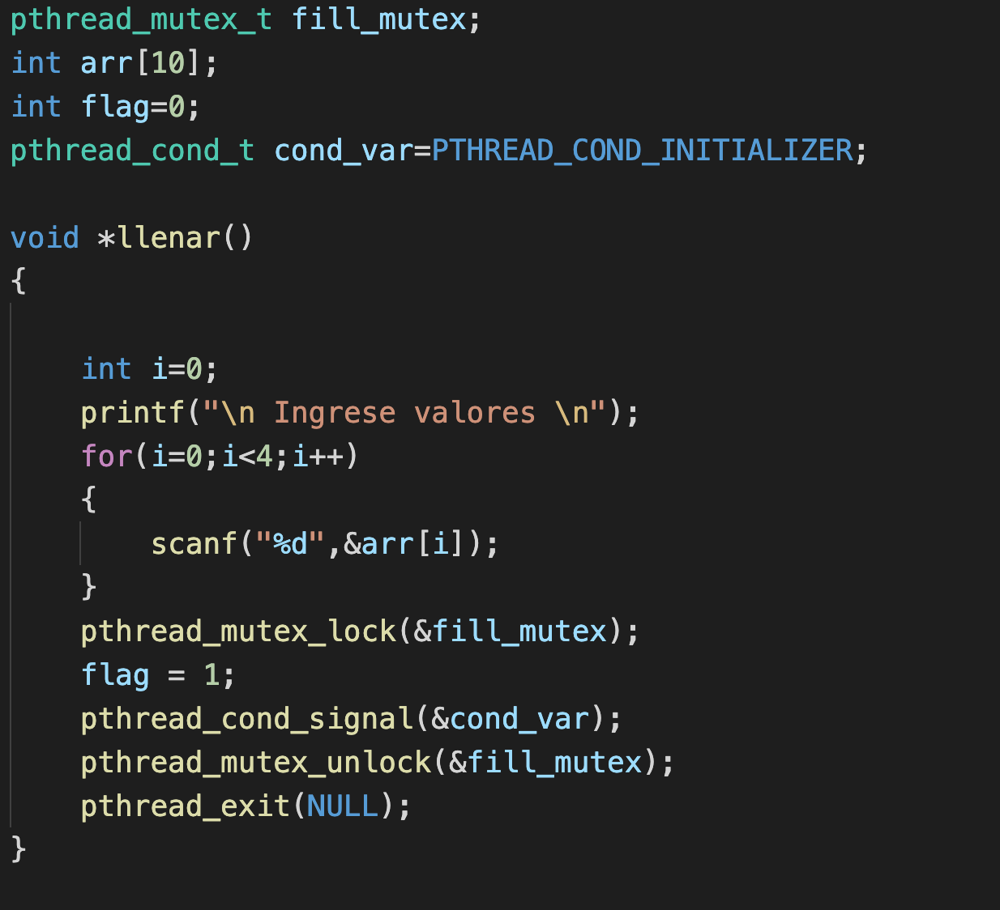 pthread_mutex_t fill_mutex;
int arr[10];
int flag=0;
pthread_cond_t cond_var=PTHREAD_COND_INITIALIZER;
void *llenar()
{
int i=0;
printf("\n Ingrese valores \n");
for(i=0;i<4;i++)
{
scanf("%d",&arr[i]);
}
pthread_mutex_lock(&fill_mutex);
flag = 1;
pthread_cond_signal(&cond_var);
pthread_mutex_unlock(&fill_mutex);
pthread_exit(NULL);
}